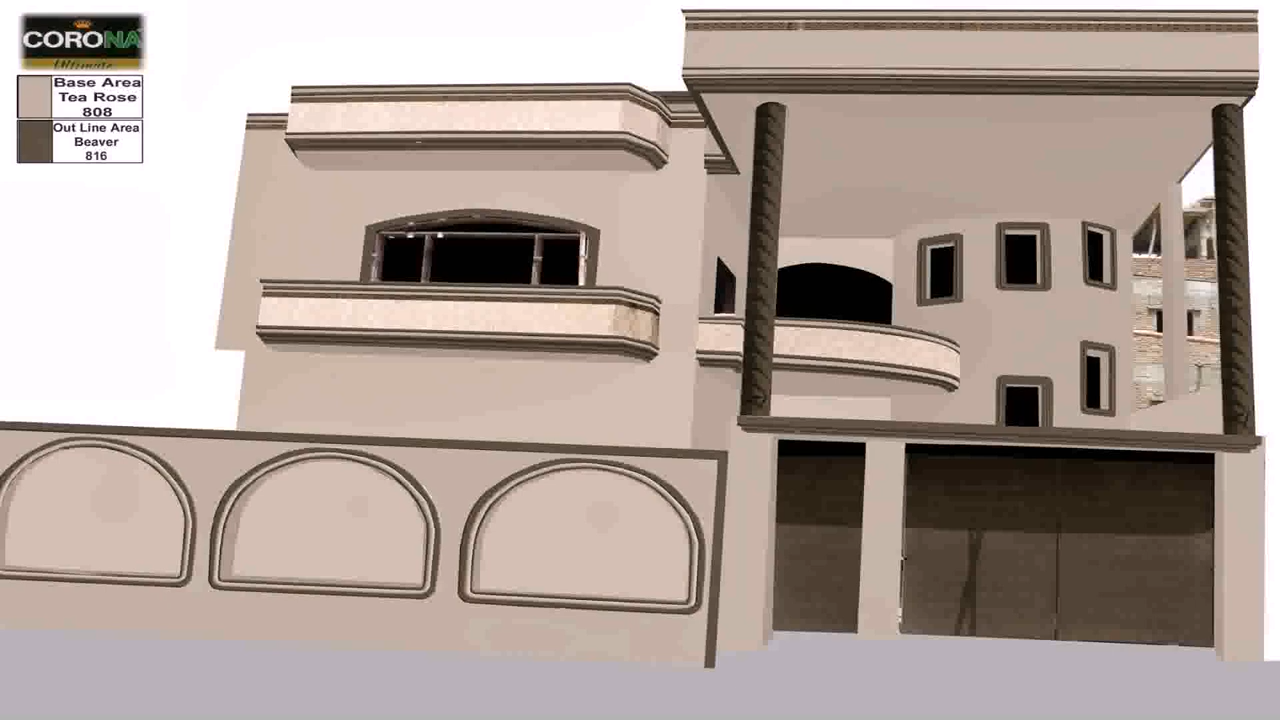 CORONA
Ultimate
Base Area
Tea Rose
808
Out Line Area
Beaver
816